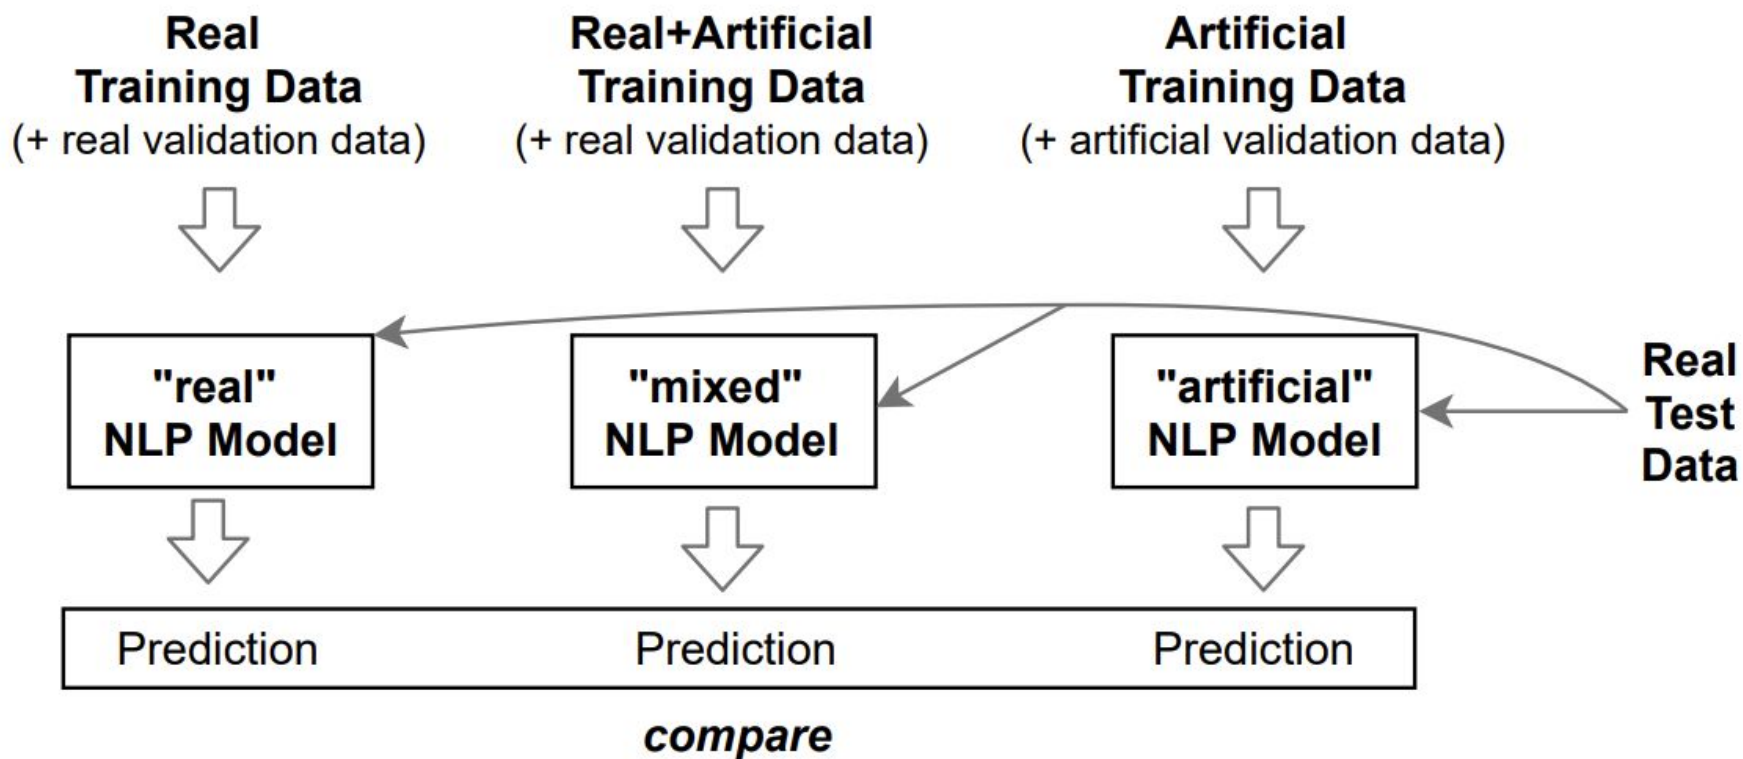 Real
Training Data
(+ real validation data)
Real+Artificial
Training Data
(+ real validation data)
Artificial
Training Data
(+ artificial validation data)
"real"
NLP Model
"mixed"
NLP Model
"artificial"
NLP Model
Real
Test
Data
Prediction
Prediction
Prediction
compare